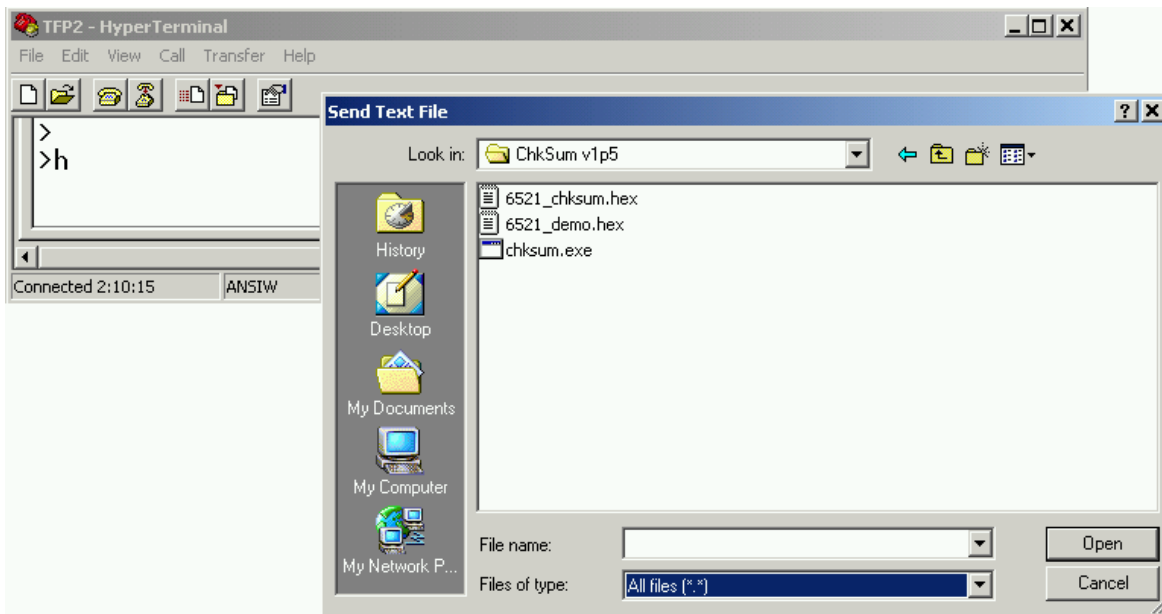 TFP2 - HyperTerminal
File Edit View Call Transfer Help
>
>h
Connected 2:10:15 ANSIW
Send Text File
Look in: ChkSum v1p5
6521_chksum.hex
6521_demo.hex
chksum.exe
History
Desktop
My Documents
My Computer
My Network P...
File name:
Open
Files of type: All files (*.*)
Cancel